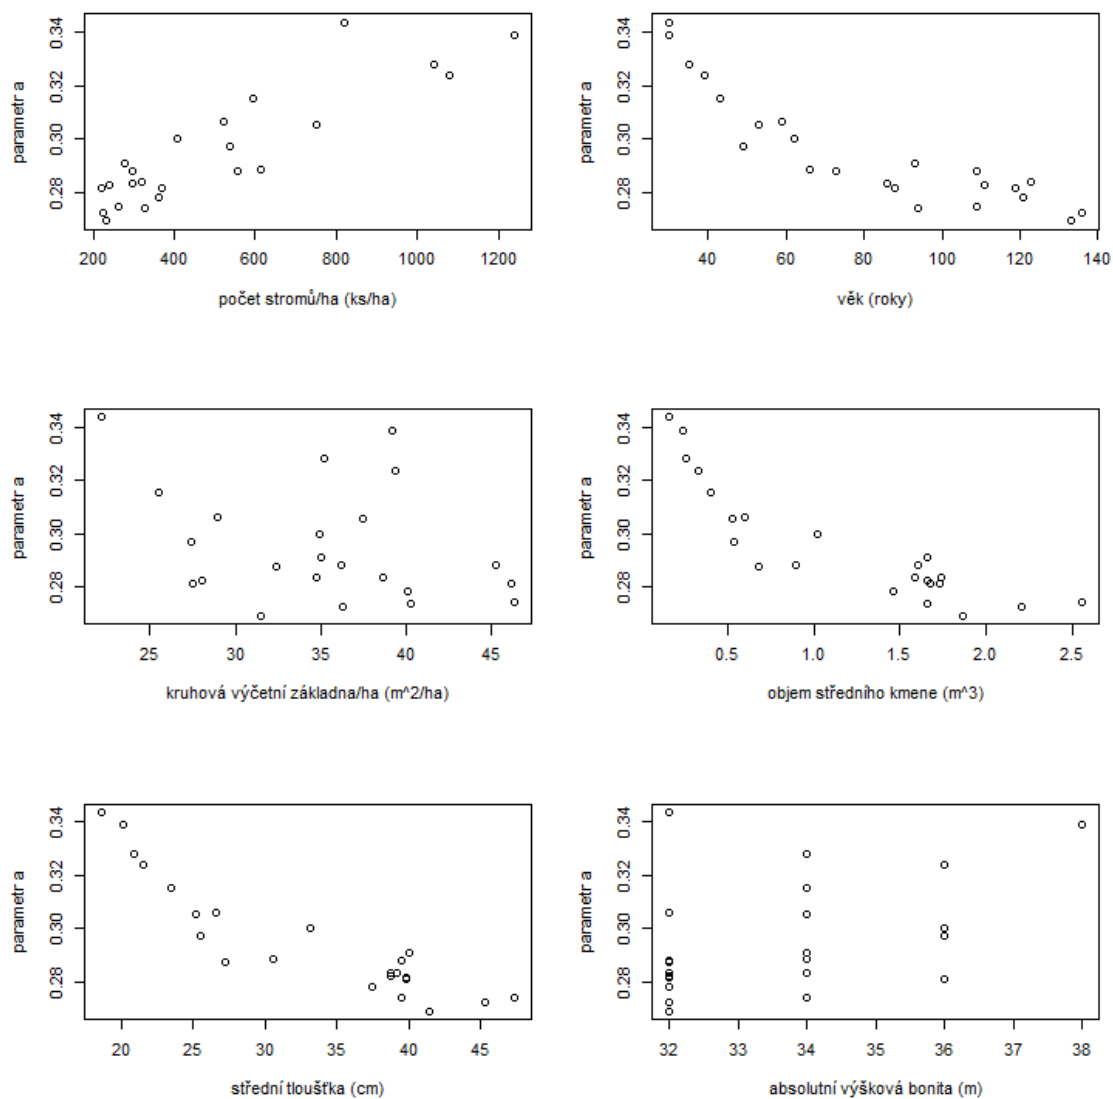 0.34
0.32
0.30
0.28
parametr a
200 400 600 800 1000 1200
počet stromů/ha (ks/ha)
0.34
0.32
0.30
0.28
parametr a
40 60 80 100 120 140
věk (roky)
0.34
0.32
0.30
0.28
parametr a
25 30 35 40 45
kruhová výčetní základna/ha (m^2/ha)
0.34
0.32
0.30
0.28
parametr a
0.5 1.0 1.5 2.0 2.5
objem středního kmene (m^3)
0.34
0.32
0.30
0.28
parametr a
20 25 30 35 40 45
střední tloušťka (cm)
0.34
0.32
0.30
0.28
parametr a
32 33 34 35 36 37 38
absolutní výšková bonita (m)